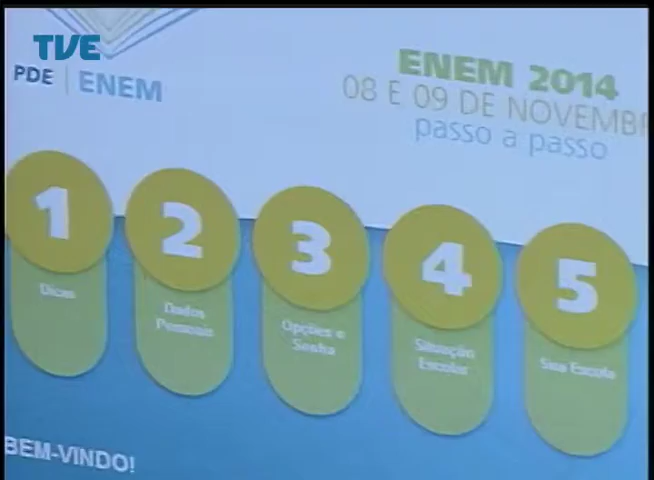 TVE
PDE | ENEM
ENEM 2014
08 E 09 DE NOVEMBR
passo a passo
1
2
3
4
5
Dicas
Dados
Pessoais
Opções e
Senha
Situação
Escolar
Sua Escola
BEM-VINDO!